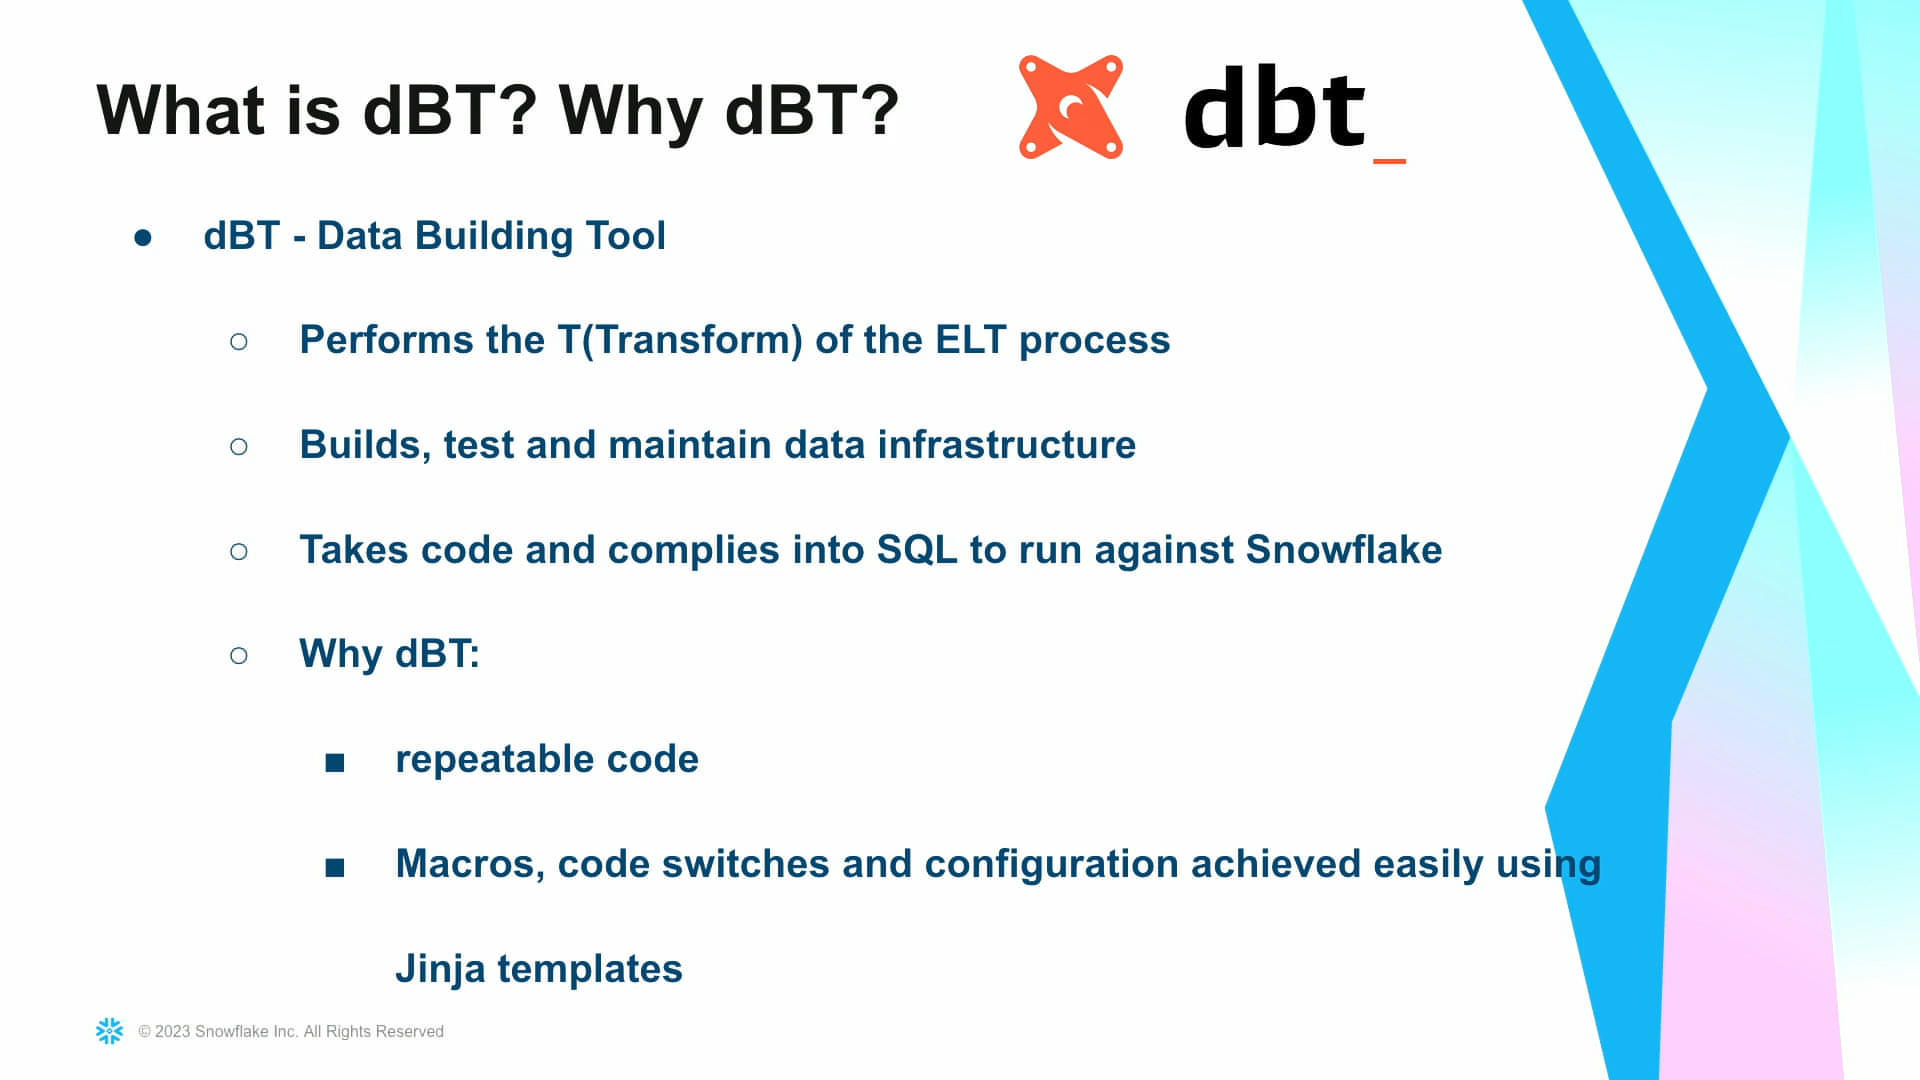 What is dBT? Why dBT?
dbt_
● dBT - Data Building Tool
○ Performs the T(Transform) of the ELT process
○ Builds, test and maintain data infrastructure
○ Takes code and complies into SQL to run against Snowflake
○ Why dBT:
■ repeatable code
■ Macros, code switches and configuration achieved easily using
Jinja templates
© 2023 Snowflake Inc. All Rights Reserved